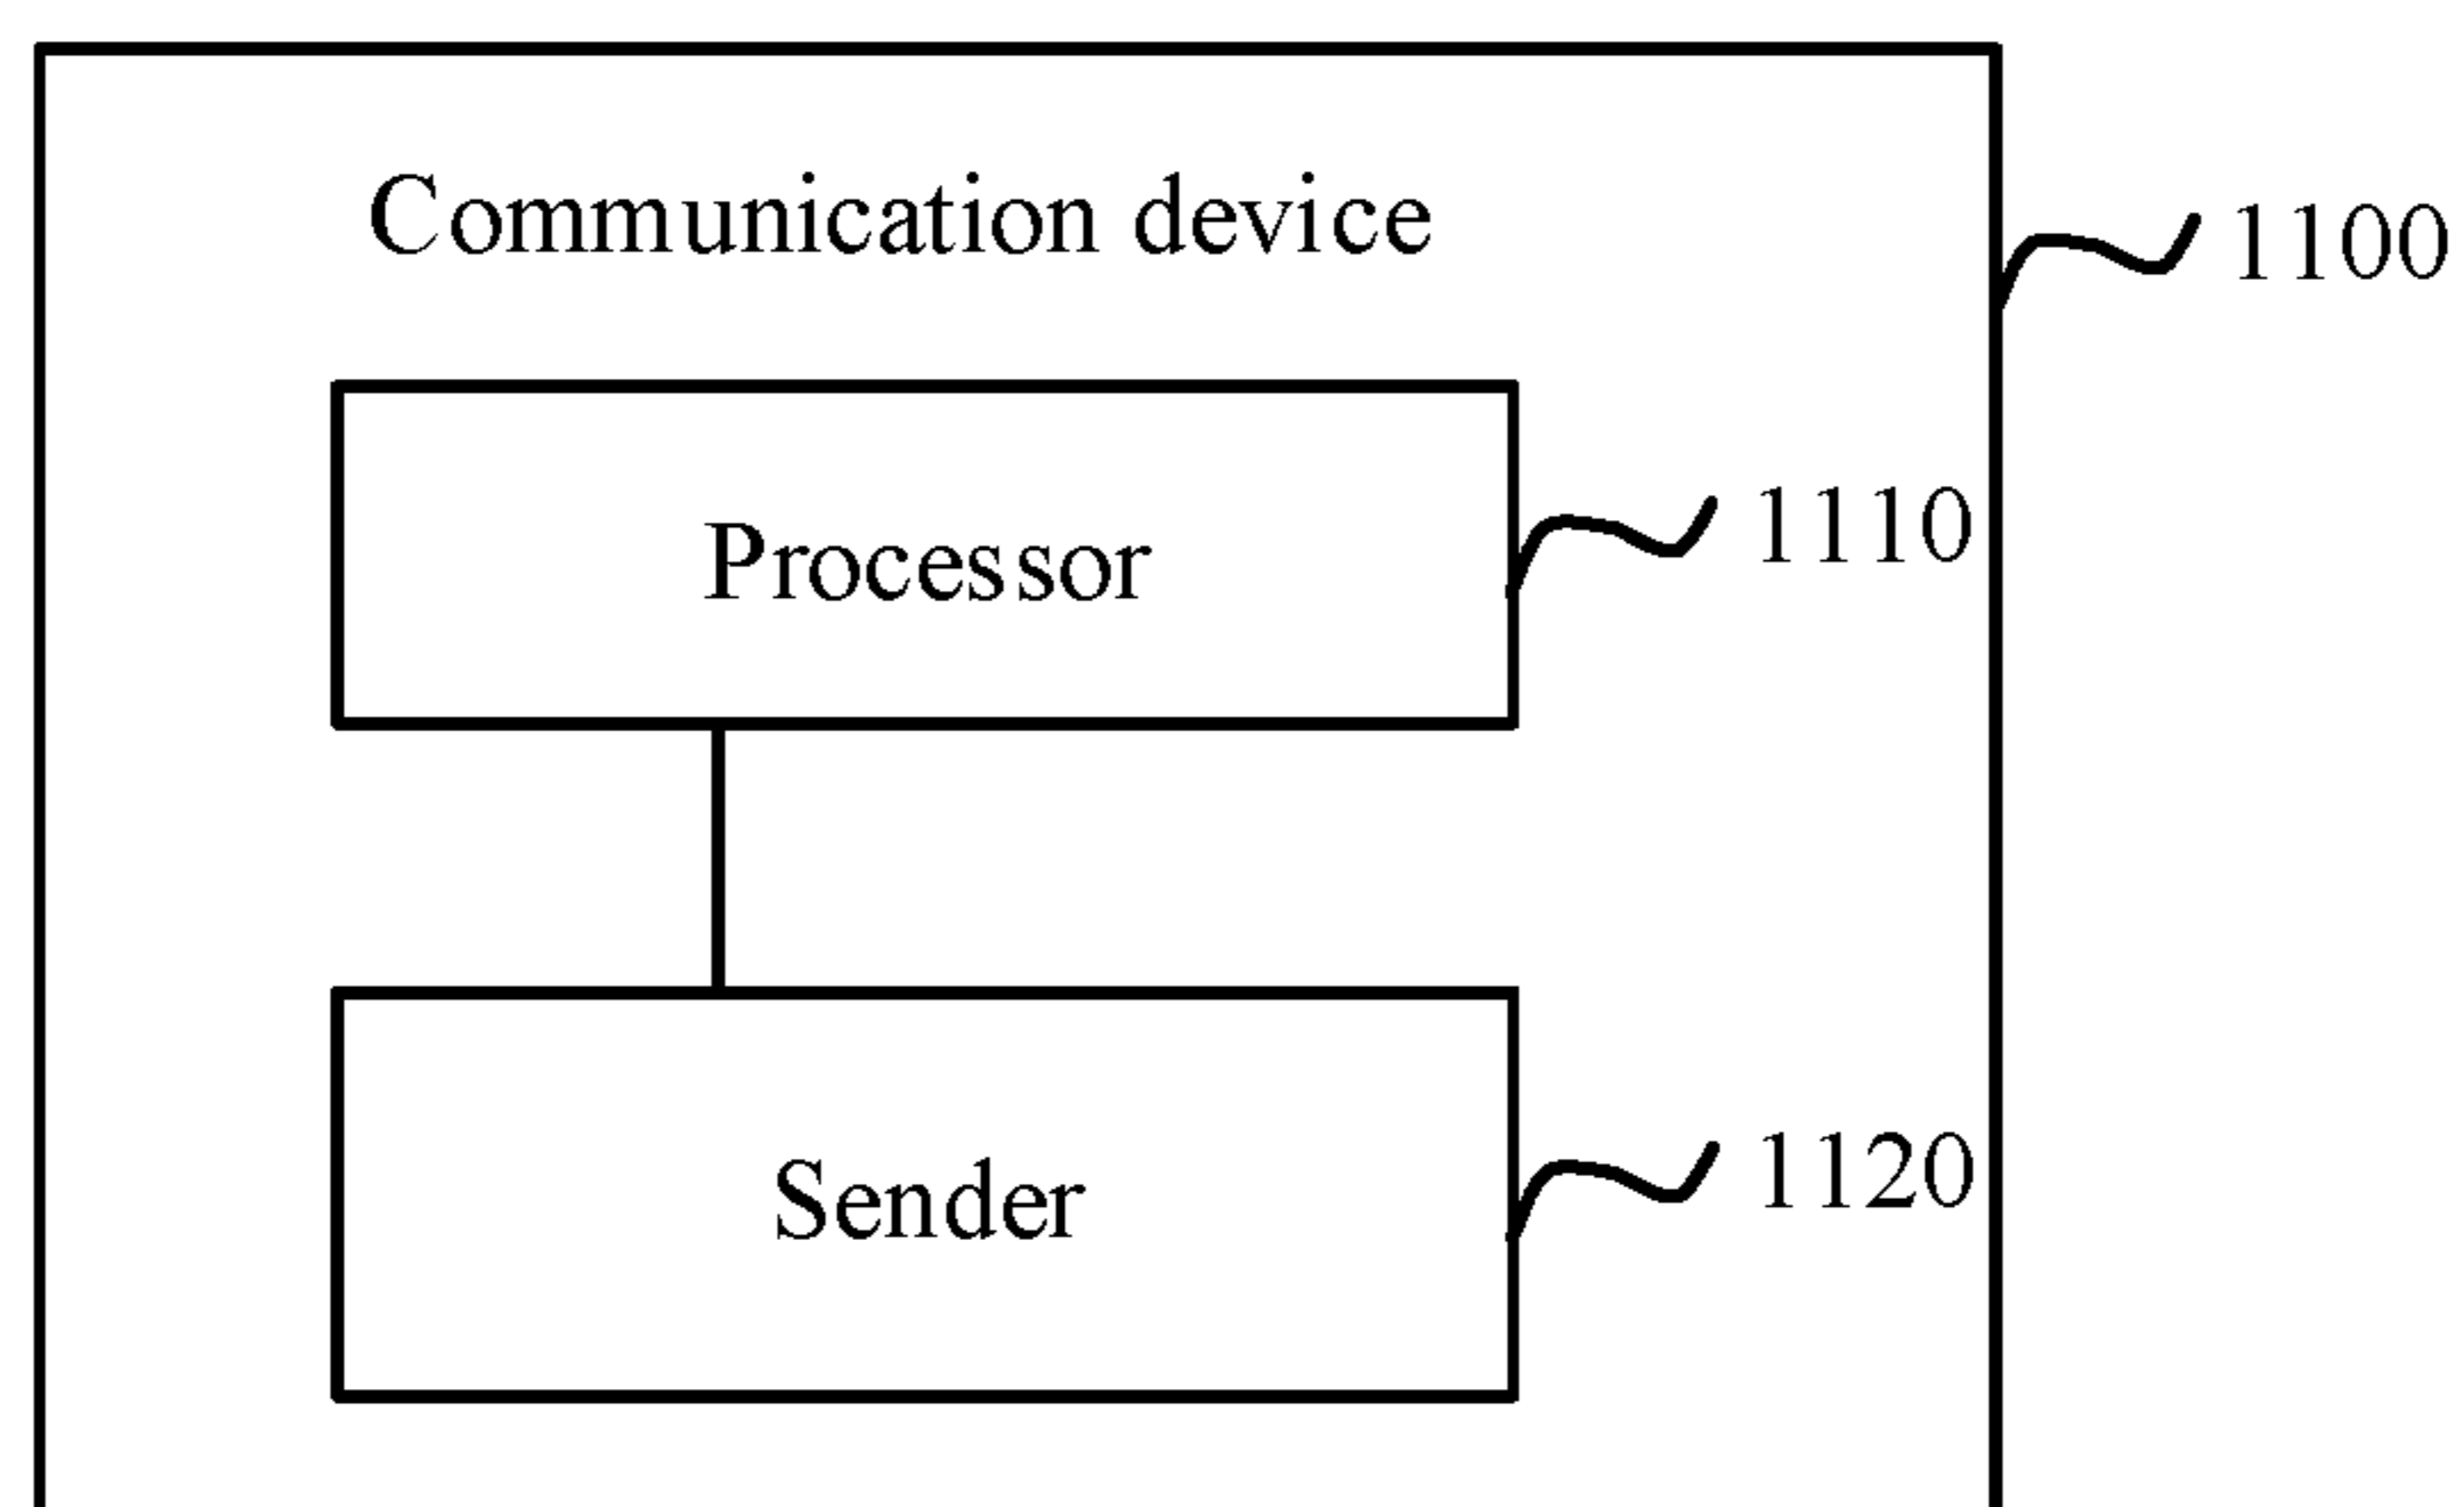 Communication device
1100
Processor
1110
Sender
1120